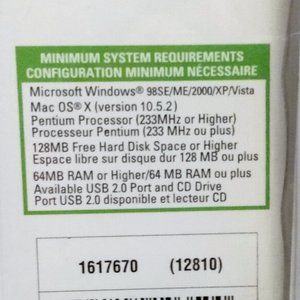 MINIMUM SYSTEM REQUIREMENTS
CONFIGURATION MINIMUM NÉCESSAIRE
Microsoft Windows® 98SE/ME/2000/XP/Vista
Mac OS® X (version 10.5.2)
Pentium Processor (233MHz or Higher)
Processeur Pentium (233 MHz ou plus)
128MB Free Hard Disk Space or Higher
Espace libre sur disque dur 128 MB ou plus
64MB RAM or Higher/64 MB RAM ou plus
Available USB 2.0 Port and CD Drive
Port USB 2.0 disponible et lecteur CD
1617670 (12810)